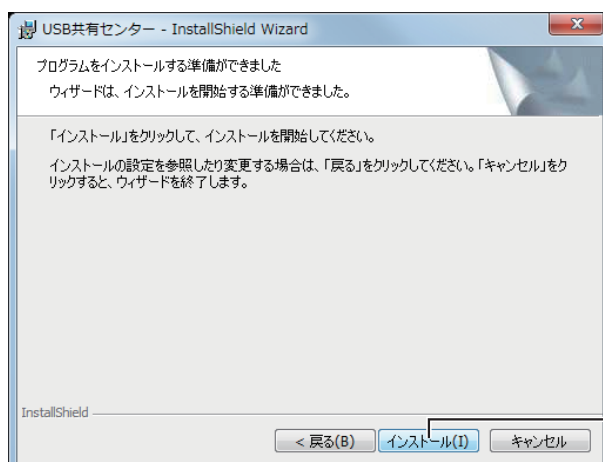 USB共有センター - InstallShield Wizard
プログラムをインストールする準備ができました
ウィザードは、インストールを開始する準備ができました。
「インストール」をクリックして、インストールを開始してください。
インストールの設定を参照したり変更する場合は、「戻る」をクリックしてください。「キャンセル」をク
リックすると、ウィザードを終了します。
InstallShield
< 戻る(B) インストール(I) キャンセル